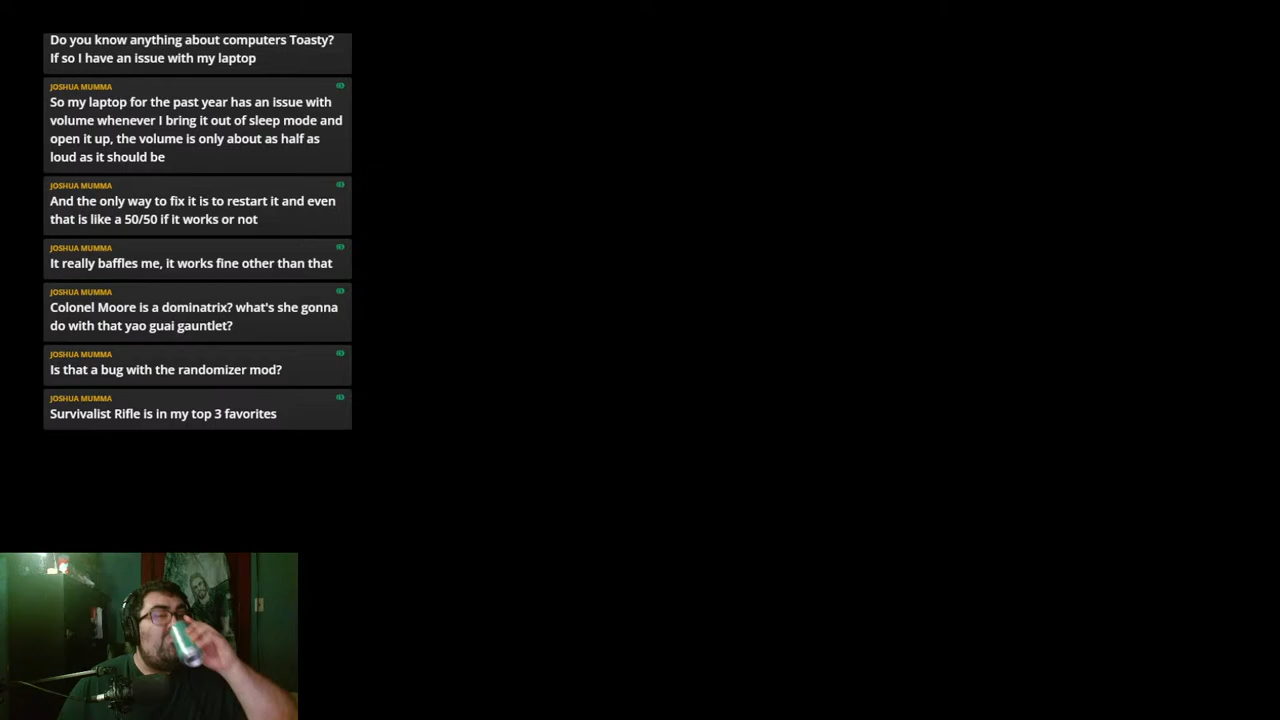 Do you know anything about computers Toasty?
If so I have an issue with my laptop
JOSHUA MUMMA
So my laptop for the past year has an issue with
volume whenever I bring it out of sleep mode and
open it up, the volume is only about as half as
loud as it should be
JOSHUA MUMMA
And the only way to fix it is to restart it and even
that is like a 50/50 if it works or not
JOSHUA MUMMA
It really baffles me, it works fine other than that
JOSHUA MUMMA
Colonel Moore is a dominatrix? what's she gonna
do with that yao guai gauntlet?
JOSHUA MUMMA
Is that a bug with the randomizer mod?
JOSHUA MUMMA
Survivalist Rifle is in my top 3 favorites